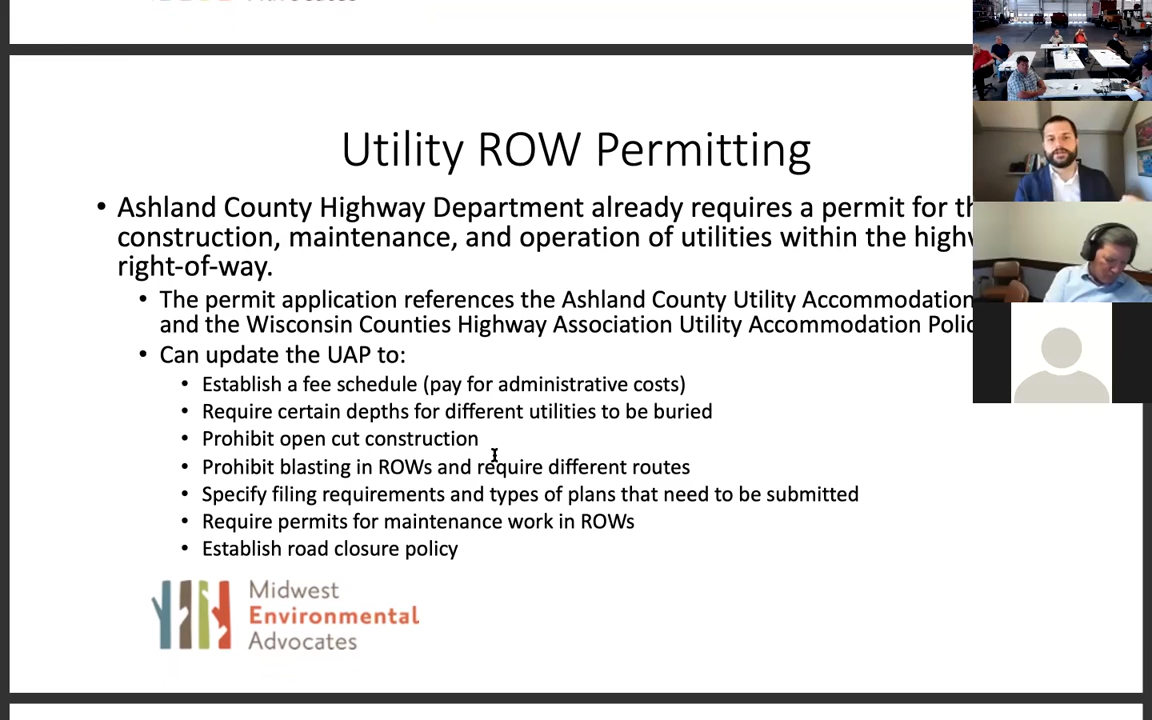 Utility ROW Permitting
• Ashland County Highway Department already requires a permit for
construction, maintenance, and operation of utilities within the
right-of-way.
• The permit application references the Ashland County Utility Accommodation
and the Wisconsin Counties Highway Association Utility Accommodation
• Can update the UAP to:
• Establish a fee schedule (pay for administrative costs)
• Require certain depths for different utilities to be buried
• Prohibit open cut construction
• Prohibit blasting in ROWs and require different routes
• Specify filing requirements and types of plans that need to be submitted
• Require permits for maintenance work in ROWs
• Establish road closure policy
Midwest
Environmental
Advocates